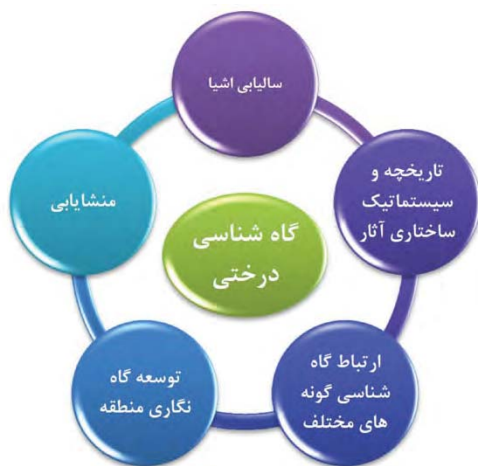 سالیابی اشیا
تاریخچه و
سیستماتیک
ساختاری آثار
ارتباط گاه
شناسی گونه
های مختلف
توسعه گاه
نگاری منطقه
منشایابی
گاه شناسی
درختی